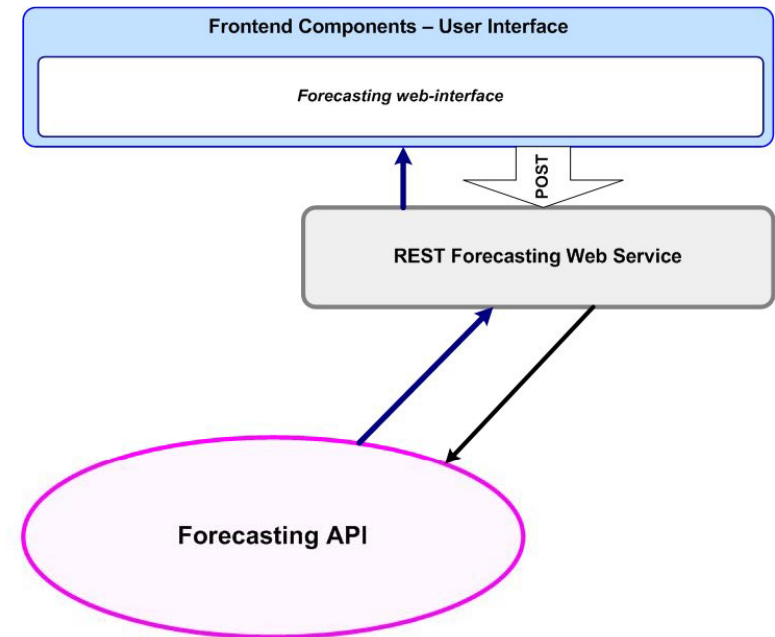 Frontend Components – User Interface
Forecasting web-interface
POST
REST Forecasting Web Service
Forecasting API